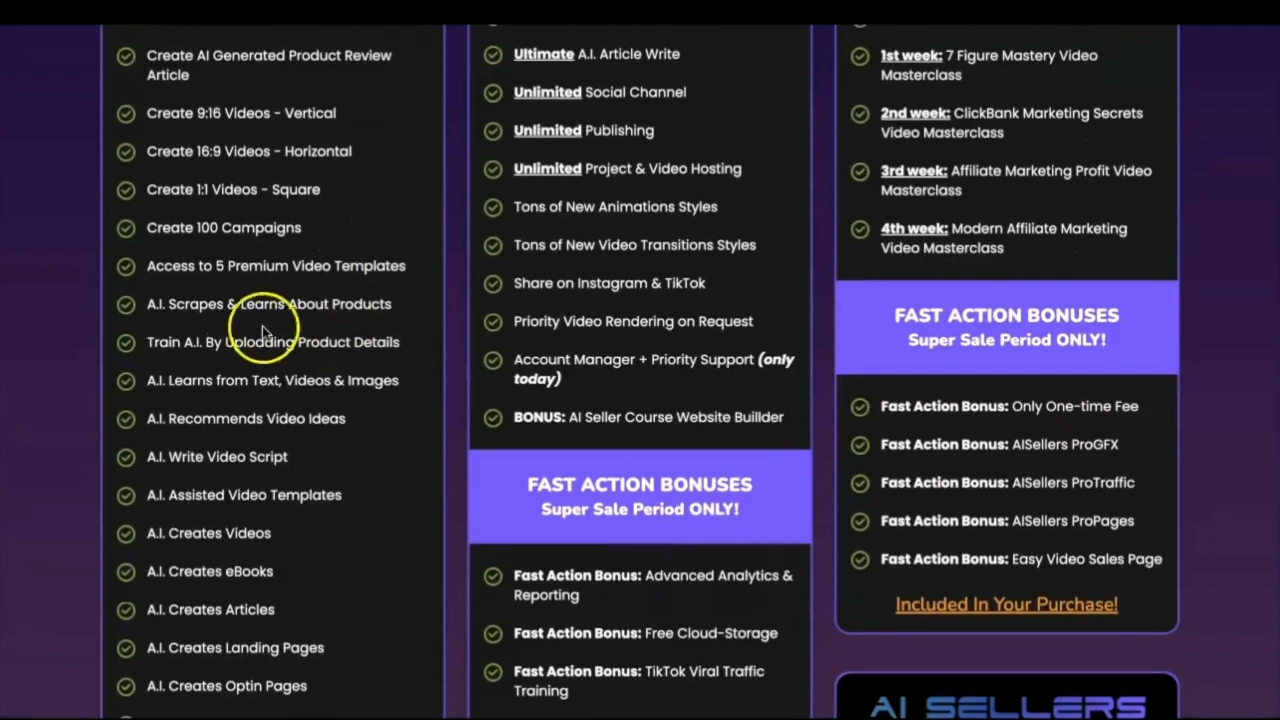 Create AI Generated Product Review
Article
Create 9:16 Videos - Vertical
Create 16:9 Videos - Horizontal
Create 1:1 Videos - Square
Create 100 Campaigns
Access to 5 Premium Video Templates
A.I. Scrapes & Learns About Products
Train A.I. By Uploading Product Details
A.I. Learns from Text, Videos & Images
A.I. Recommends Video Ideas
A.I. Write Video Script
A.I. Assisted Video Templates
A.I. Creates Videos
A.I. Creates eBooks
A.I. Creates Articles
A.I. Creates Landing Pages
A.I. Creates Optin Pages
Ultimate A.I. Article Write
Unlimited Social Channel
Unlimited Publishing
Unlimited Project & Video Hosting
Tons of New Animations Styles
Tons of New Video Transitions Styles
Share on Instagram & TikTok
Priority Video Rendering on Request
Account Manager + Priority Support (only
today)
BONUS: AI Seller Course Website Buillder
FAST ACTION BONUSES
Super Sale Period ONLY!
Fast Action Bonus: Advanced Analytics &
Reporting
Fast Action Bonus: Free Cloud-Storage
Fast Action Bonus: TikTok Viral Traffic
Training
1st week: 7 Figure Mastery Video
Masterclass
2nd week: ClickBank Marketing Secrets
Video Masterclass
3rd week: Affiliate Marketing Profit Video
Masterclass
4th week: Modern Affiliate Marketing
Video Masterclass
FAST ACTION BONUSES
Super Sale Period ONLY!
Fast Action Bonus: Only One-time Fee
Fast Action Bonus: AISellers ProGFX
Fast Action Bonus: AISellers ProTraffic
Fast Action Bonus: AISellers ProPages
Fast Action Bonus: Easy Video Sales Page
Included In Your Purchase!
AI SELLERS